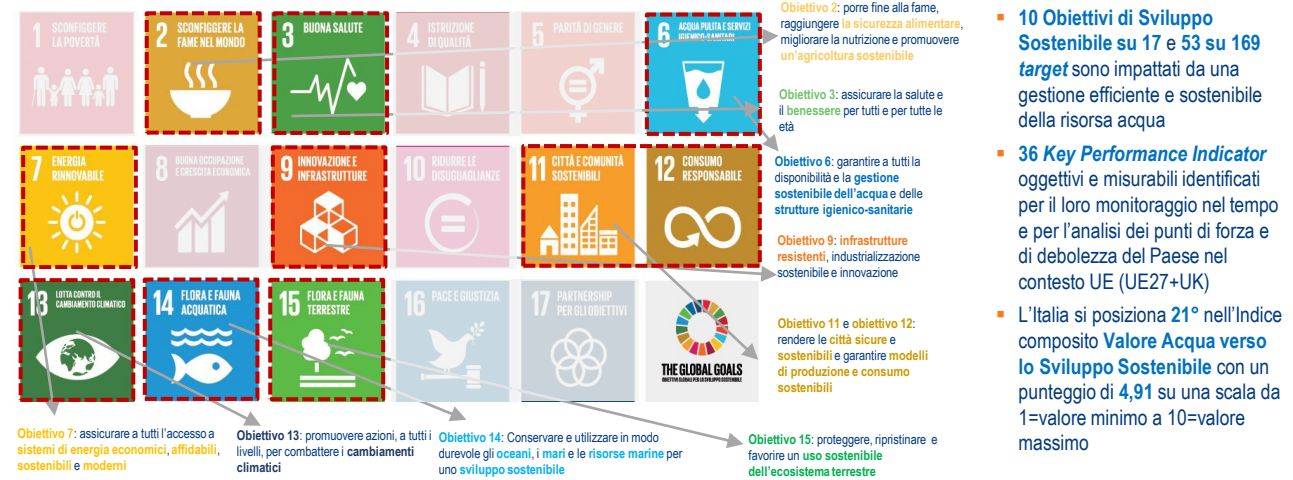 1 SCONFIGGERE
LA POVERTÀ
2 SCONFIGGERE LA
FAME NEL MONDO
3 BUONA SALUTE
4 ISTRUZIONE
DI QUALITÀ
5 PARITÀ DI GENERE
6 ACQUA PULITA E SERVIZI
IGIENICO-SANITARI
7 ENERGIA
RINNOVABILE
8 BUONA OCCUPAZIONE
E CRESCITA ECONOMICA
9 INNOVAZIONE E
INFRASTRUTTURE
10 RIDURRE LE
DISUGUAGLIANZE
11 CITTÀ E COMUNITÀ
SOSTENIBILI
12 CONSUMO
RESPONSABILE
13 LOTTA CONTRO IL
CAMBIAMENTO CLIMATICO
14 FLORA E FAUNA
ACQUATICA
15 FLORA E FAUNA
TERRESTRE
16 PACE E GIUSTIZIA
17 PARTNERSHIP
PER GLI OBIETTIVI
THE GLOBAL GOALS
OBIETTIVI GLOBALI PER LO SVILUPPO SOSTENIBILE
Obiettivo 2: porre fine alla fame,
raggiungere la sicurezza alimentare,
migliorare la nutrizione e promuovere
un'agricoltura sostenibile
Obiettivo 3: assicurare la salute e
il benessere per tutti e per tutte le
età
Obiettivo 6: garantire a tutti la
disponibilità e la gestione
sostenibile dell'acqua e delle
strutture igienico-sanitarie
Obiettivo 9: infrastrutture
resistenti, industrializzazione
sostenibile e innovazione
Obiettivo 11 e obiettivo 12:
rendere le città sicure e
sostenibili e garantire modelli
di produzione e consumo
sostenibili
Obiettivo 7: assicurare a tutti l'accesso a
sistemi di energia economici, affidabili,
sostenibili e moderni
Obiettivo 13: promuovere azioni, a tutti i
livelli, per combattere i cambiamenti
climatici
Obiettivo 14: Conservare e utilizzare in modo
durevole gli oceani, i mari e le risorse marine per
uno sviluppo sostenibile
Obiettivo 15: proteggere, ripristinare e
favorire un uso sostenibile
dell'ecosistema terrestre
▪ 10 Obiettivi di Sviluppo
Sostenibile su 17 e 53 su 169
target sono impattati da una
gestione efficiente e sostenibile
della risorsa acqua
▪ 36 Key Performance Indicator
oggettivi e misurabili identificati
per il loro monitoraggio nel tempo
e per l'analisi dei punti di forza e
di debolezza del Paese nel
contesto UE (UE27+UK)
▪ L'Italia si posiziona 21° nell'Indice
composito Valore Acqua verso
lo Sviluppo Sostenibile con un
punteggio di 4,91 su una scala da
1=valore minimo a 10=valore
massimo